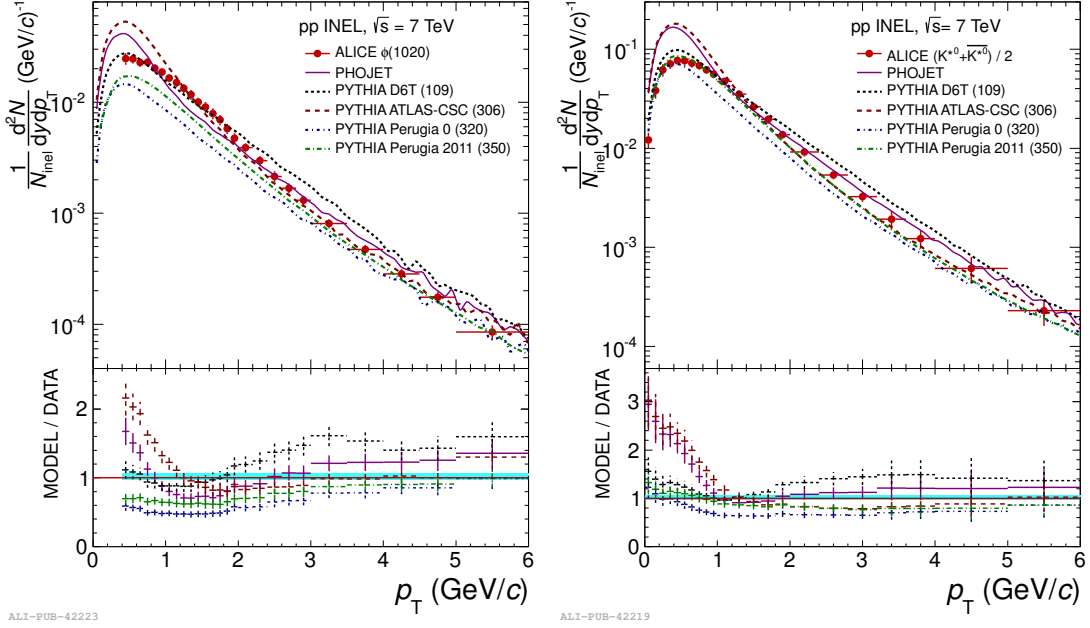 pp INEL, √s = 7 TeV
ALICE ϕ(1020)
PHOJET
PYTHIA D6T (109)
PYTHIA ATLAS-CSC (306)
PYTHIA Perugia 0 (320)
PYTHIA Perugia 2011 (350)
1/N_inel d²N/dydp_T (GeV/c)⁻¹
10⁻²
10⁻³
10⁻⁴
MODEL / DATA
2
1
0
0 1 2 3 4 5 6
p_T (GeV/c)
ALI-PUB-42223
pp INEL, √s= 7 TeV
ALICE (K*⁰+K̅*⁰) / 2
PHOJET
PYTHIA D6T (109)
PYTHIA ATLAS-CSC (306)
PYTHIA Perugia 0 (320)
PYTHIA Perugia 2011 (350)
1/N_inel d²N/dydp_T (GeV/c)⁻¹
10⁻¹
10⁻²
10⁻³
10⁻⁴
MODEL / DATA
3
2
1
0
0 1 2 3 4 5 6
p_T (GeV/c)
ALI-PUB-42219